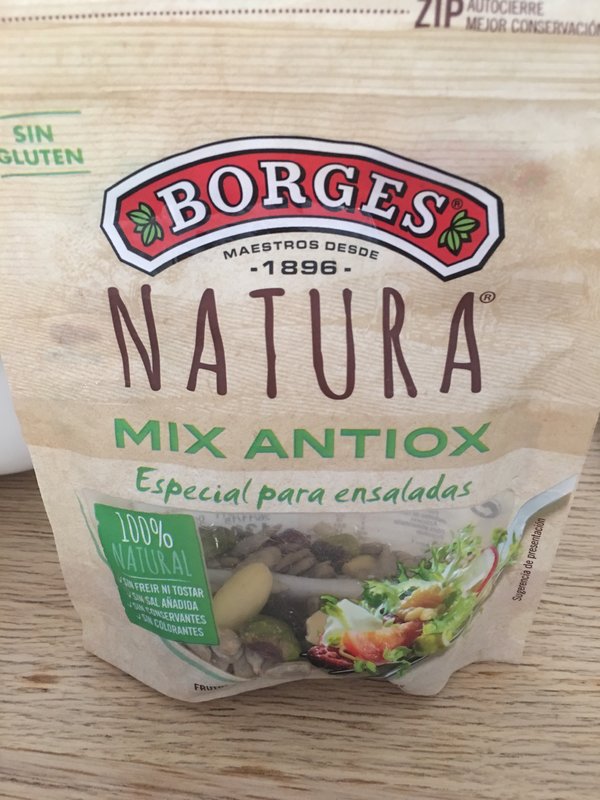 ZIP AUTOCIERRE
MEJOR CONSERVACIÓN
SIN
GLUTEN
BORGES®
MAESTROS DESDE
-1896-
NATURA®
MIX ANTIOX
Especial para ensaladas
100%
NATURAL
✓SIN FREIR NI TOSTAR
✓SIN SAL AÑADIDA
✓SIN CONSERVANTES
✓SIN COLORANTES
Sugerencia de presentación